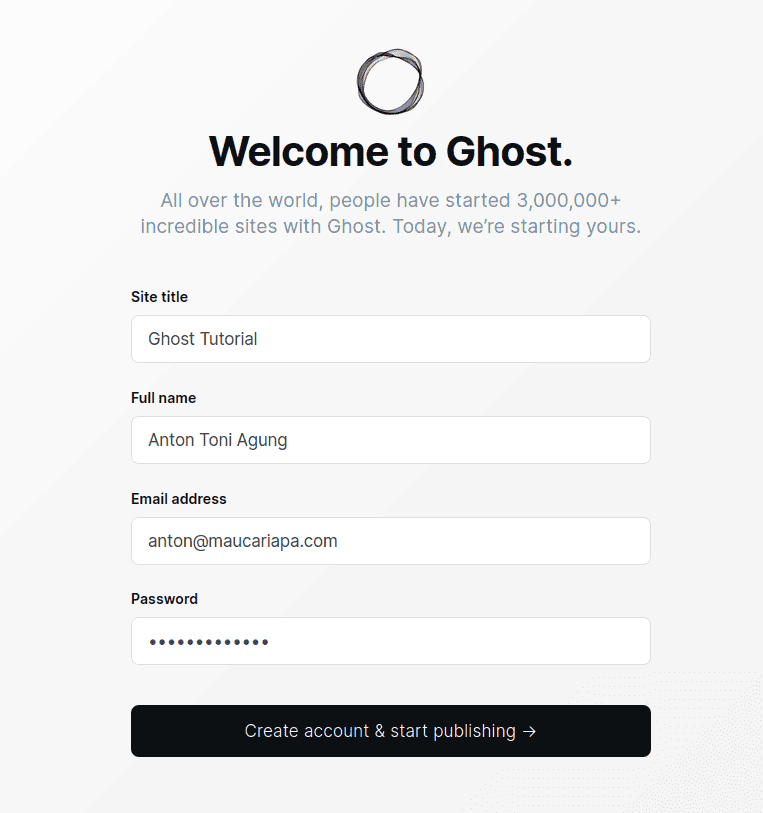 Welcome to Ghost.
All over the world, people have started 3,000,000+
incredible sites with Ghost. Today, we’re starting yours.
Site title
Ghost Tutorial
Full name
Anton Toni Agung
Email address
anton@maucariapa.com
Password
•••••••••••••
Create account & start publishing →